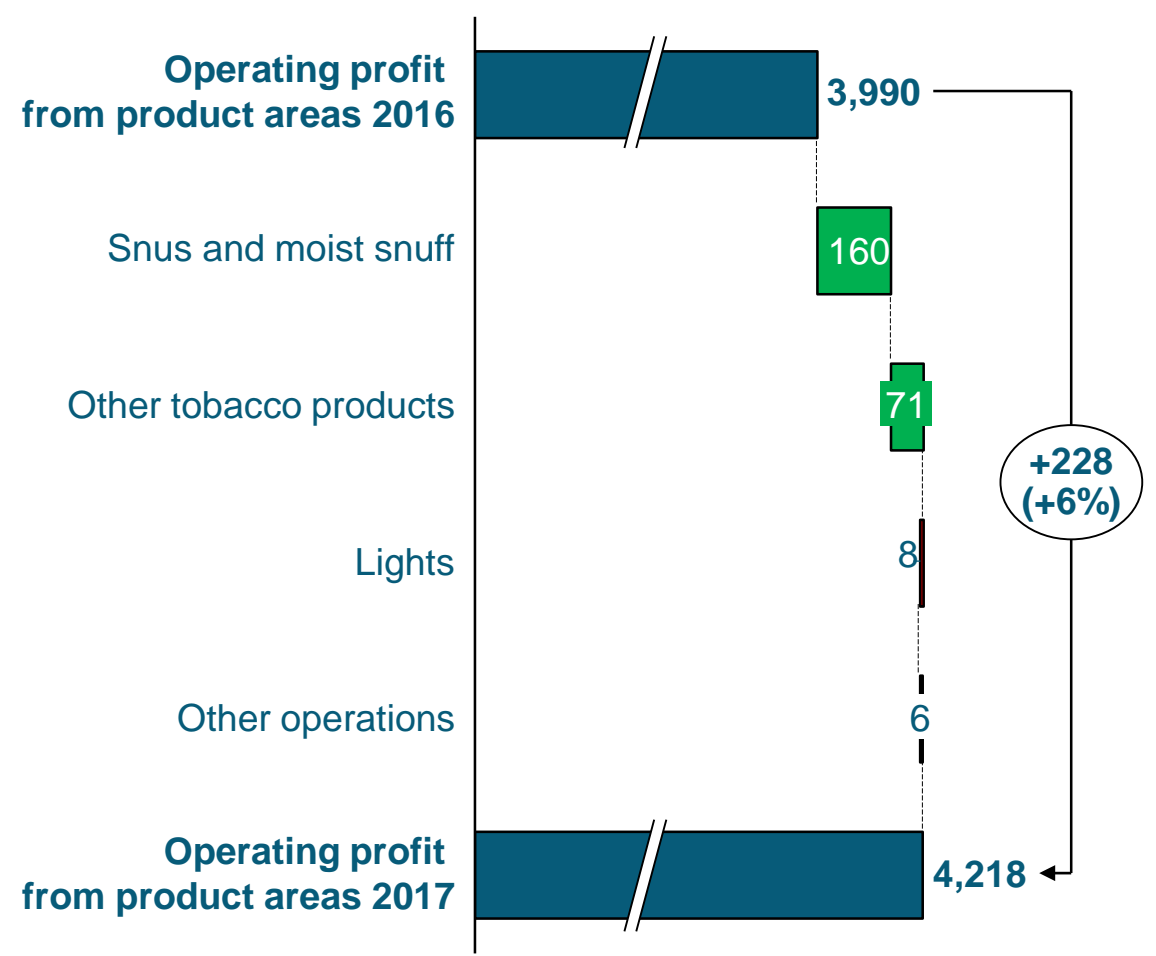 Operating profit
from product areas 2016
3,990
Snus and moist snuff
160
Other tobacco products
71
+228
(+6%)
Lights
8
Other operations
6
Operating profit
from product areas 2017
4,218